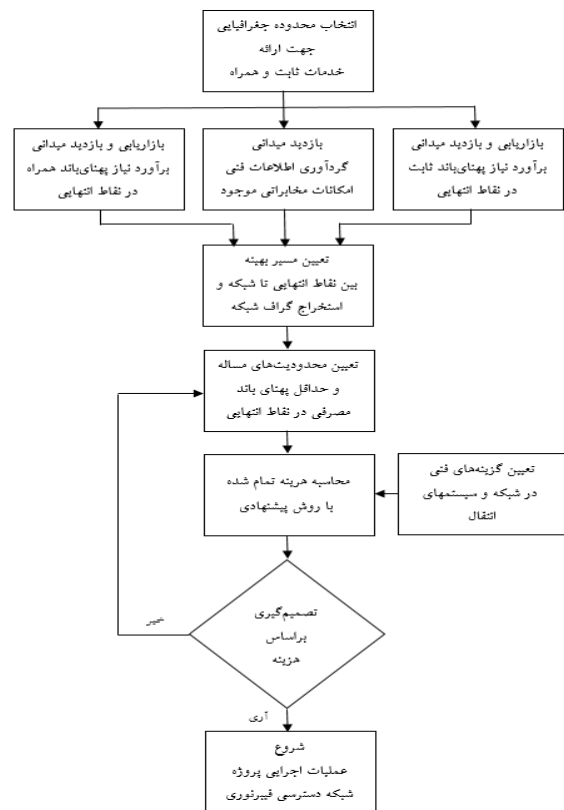 انتخاب محدوده جغرافیایی
جهت ارائه
خدمات ثابت و همراه
بازاریابی و بازدید میدانی
برآورد نیاز پهنای‌باند ثابت
در نقاط انتهایی
بازدید میدانی
گردآوری اطلاعات فنی
امکانات مخابراتی موجود
بازاریابی و بازدید میدانی
برآورد نیاز پهنای‌باند همراه
در نقاط انتهایی
تعیین مسیر بهینه
بین نقاط انتهایی تا شبکه و
استخراج گراف شبکه
تعیین محدودیت‌های مساله
و حداقل پهنای باند
مصرفی در نقاط انتهایی
تعیین گزینه‌های فنی
در شبکه و سیستمهای
انتقال
محاسبه هزینه تمام شده
با روش پیشنهادی
تصمیم‌گیری
براساس
هزینه
خیر
آری
شروع
عملیات اجرایی پروژه
شبکه دسترسی فیبرنوری